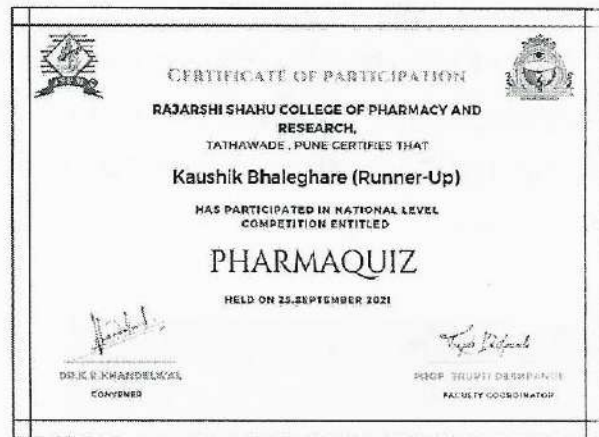 CERTIFICATE OF PARTICIPATION
RAJARSHI SHAHU COLLEGE OF PHARMACY AND
RESEARCH,
TATHAWADE , PUNE CERTIFIES THAT
Kaushik Bhaleghare (Runner-Up)
HAS PARTICIPATED IN NATIONAL LEVEL
COMPETITION ENTITLED
PHARMAQUIZ
HELD ON 25.SEPTEMBER 2021
DR.K.R.KHANDELWAL
PROF. TRUPTI DESHPANDE
CONVENER
FACULTY COORDINATOR